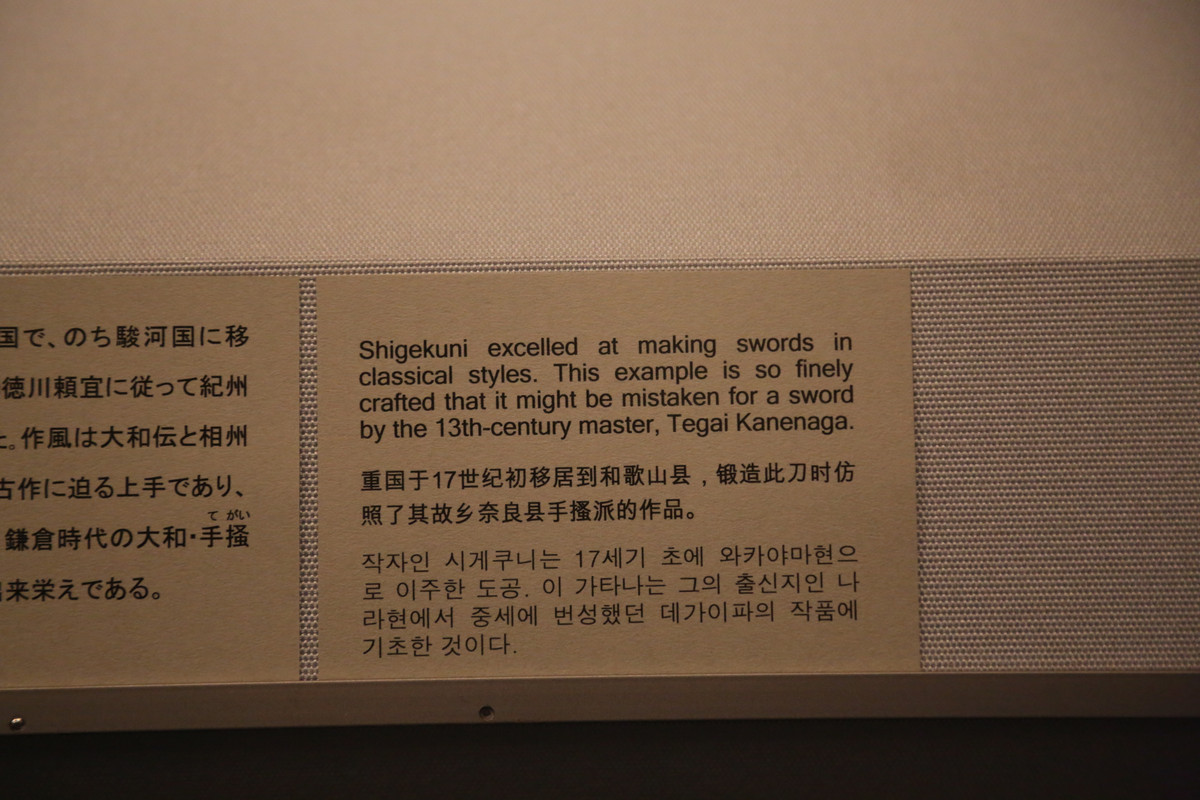 国で、のち駿河国に移
徳川頼宜に従って紀州
。作風は大和伝と相州
古作に迫る上手であり、
て がい
鎌倉時代の大和・手掻
来栄えである。
Shigekuni excelled at making swords in
classical styles. This example is so finely
crafted that it might be mistaken for a sword
by the 13th-century master, Tegai Kanenaga.
重国于17世纪初移居到和歌山县，锻造此刀时仿
照了其故乡奈良县手搔派的作品。
작자인 시게쿠니는 17세기 초에 와카야마현으
로 이주한 도공. 이 가타나는 그의 출신지인 나
라현에서 중세에 번성했던 데가이파의 작품에
기초한 것이다.